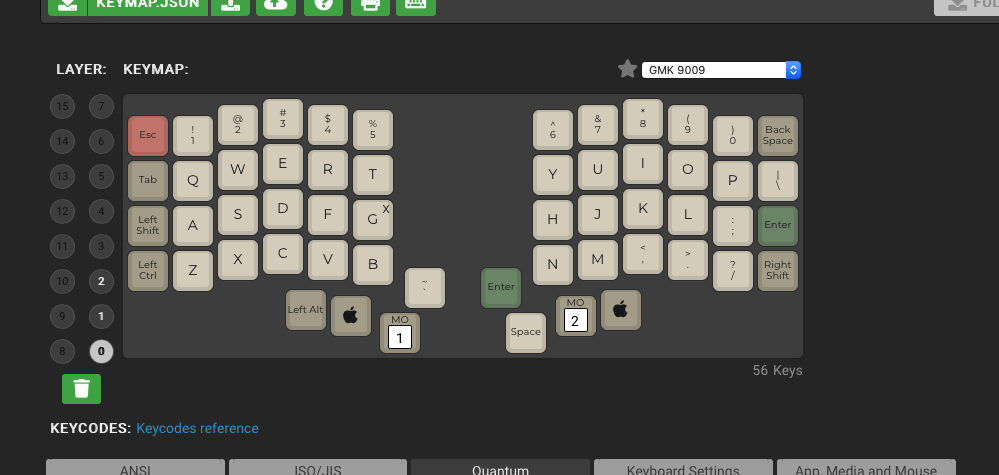 KEYMAP.JSON
LAYER: KEYMAP: GMK 9009
15 7
14 6
13 5
12 4
11 3
10 2
9 1
8 0
Esc ! 1 @ 2 # 3 $ 4 % 5 ^ 6 & 7 * 8 ( 9 ) 0 Back Space
Tab Q W E R T Y U I O P | \
Left Shift A S D F G X H J K L : ; Enter
Left Ctrl Z X C V B N M < , > . ? / Right Shift
~ ` Enter
Left Alt MO 1 Space MO 2
56 Keys
KEYCODES: Keycodes reference
ANSI ISO/JIS Quantum Keyboard Settings App, Media and Mouse